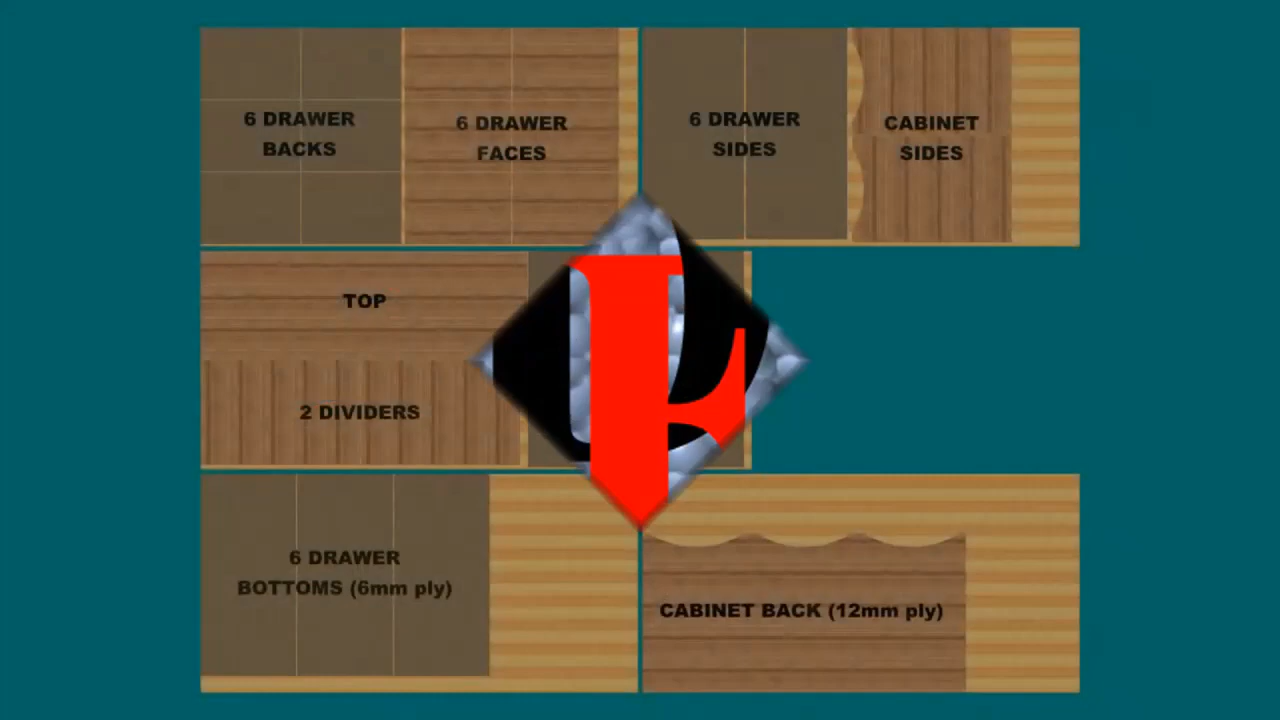 6 DRAWER
BACKS
6 DRAWER
FACES
6 DRAWER
SIDES
CABINET
SIDES
TOP
2 DIVIDERS
6 DRAWER
BOTTOMS (6mm ply)
CABINET BACK (12mm ply)